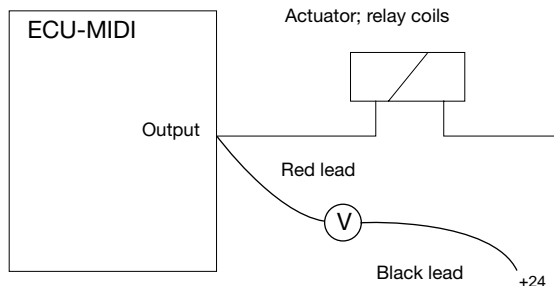 Actuator; relay coils
ECU-MIDI
Output
Red lead
V
Black lead
+24